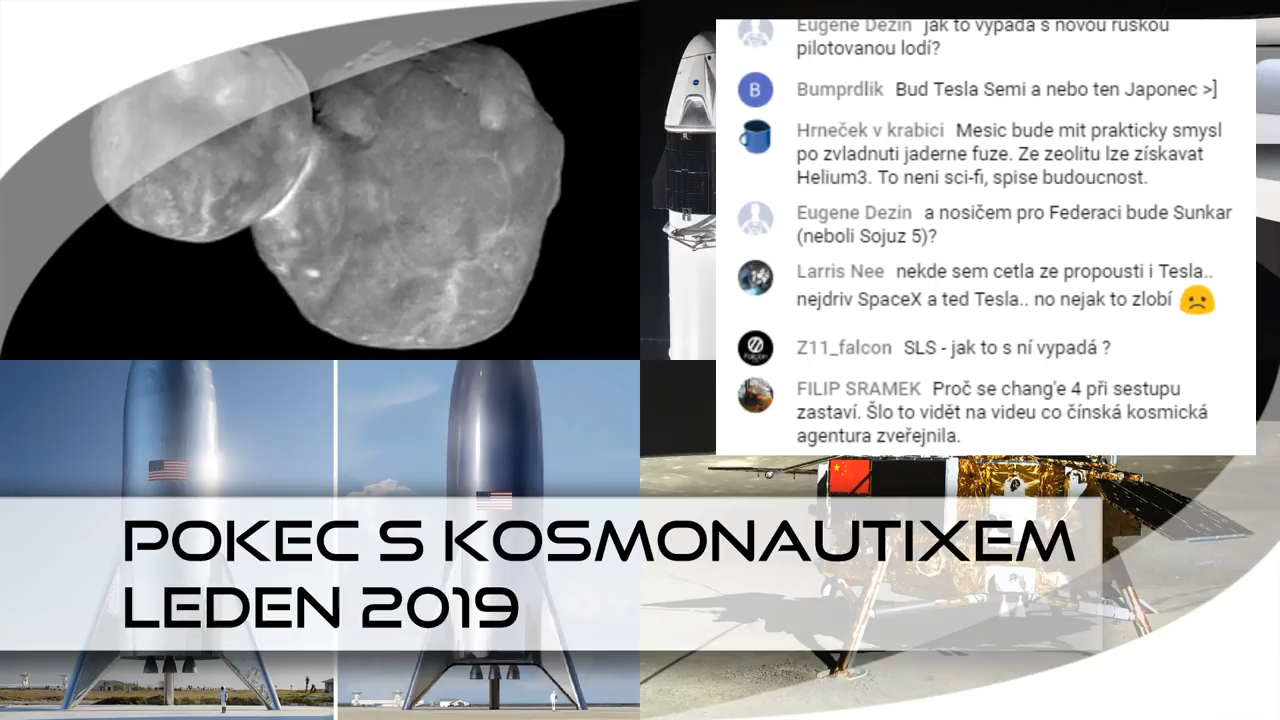 Eugene Dezin jak to vypadá s novou ruskou
pilotovanou lodí?
B Bumprdlik Bud Tesla Semi a nebo ten Japonec >]
Hrneček v krabici Mesic bude mit prakticky smysl
po zvladnuti jaderne fuze. Ze zeolitu lze získavat
Helium3. To neni sci-fi, spise budoucnost.
Eugene Dezin a nosičem pro Federaci bude Sunkar
(neboli Sojuz 5)?
Larris Nee nekde sem cetla ze propousti i Tesla..
nejdriv SpaceX a ted Tesla.. no nejak to zlobí
Z11_falcon SLS - jak to s ní vypadá ?
FILIP SRAMEK Proč se chang'e 4 při sestupu
zastaví. Šlo to vidět na videu co čínská kosmická
agentura zveřejnila.
POKEC S KOSMONAUTIXEM
LEDEN 2019